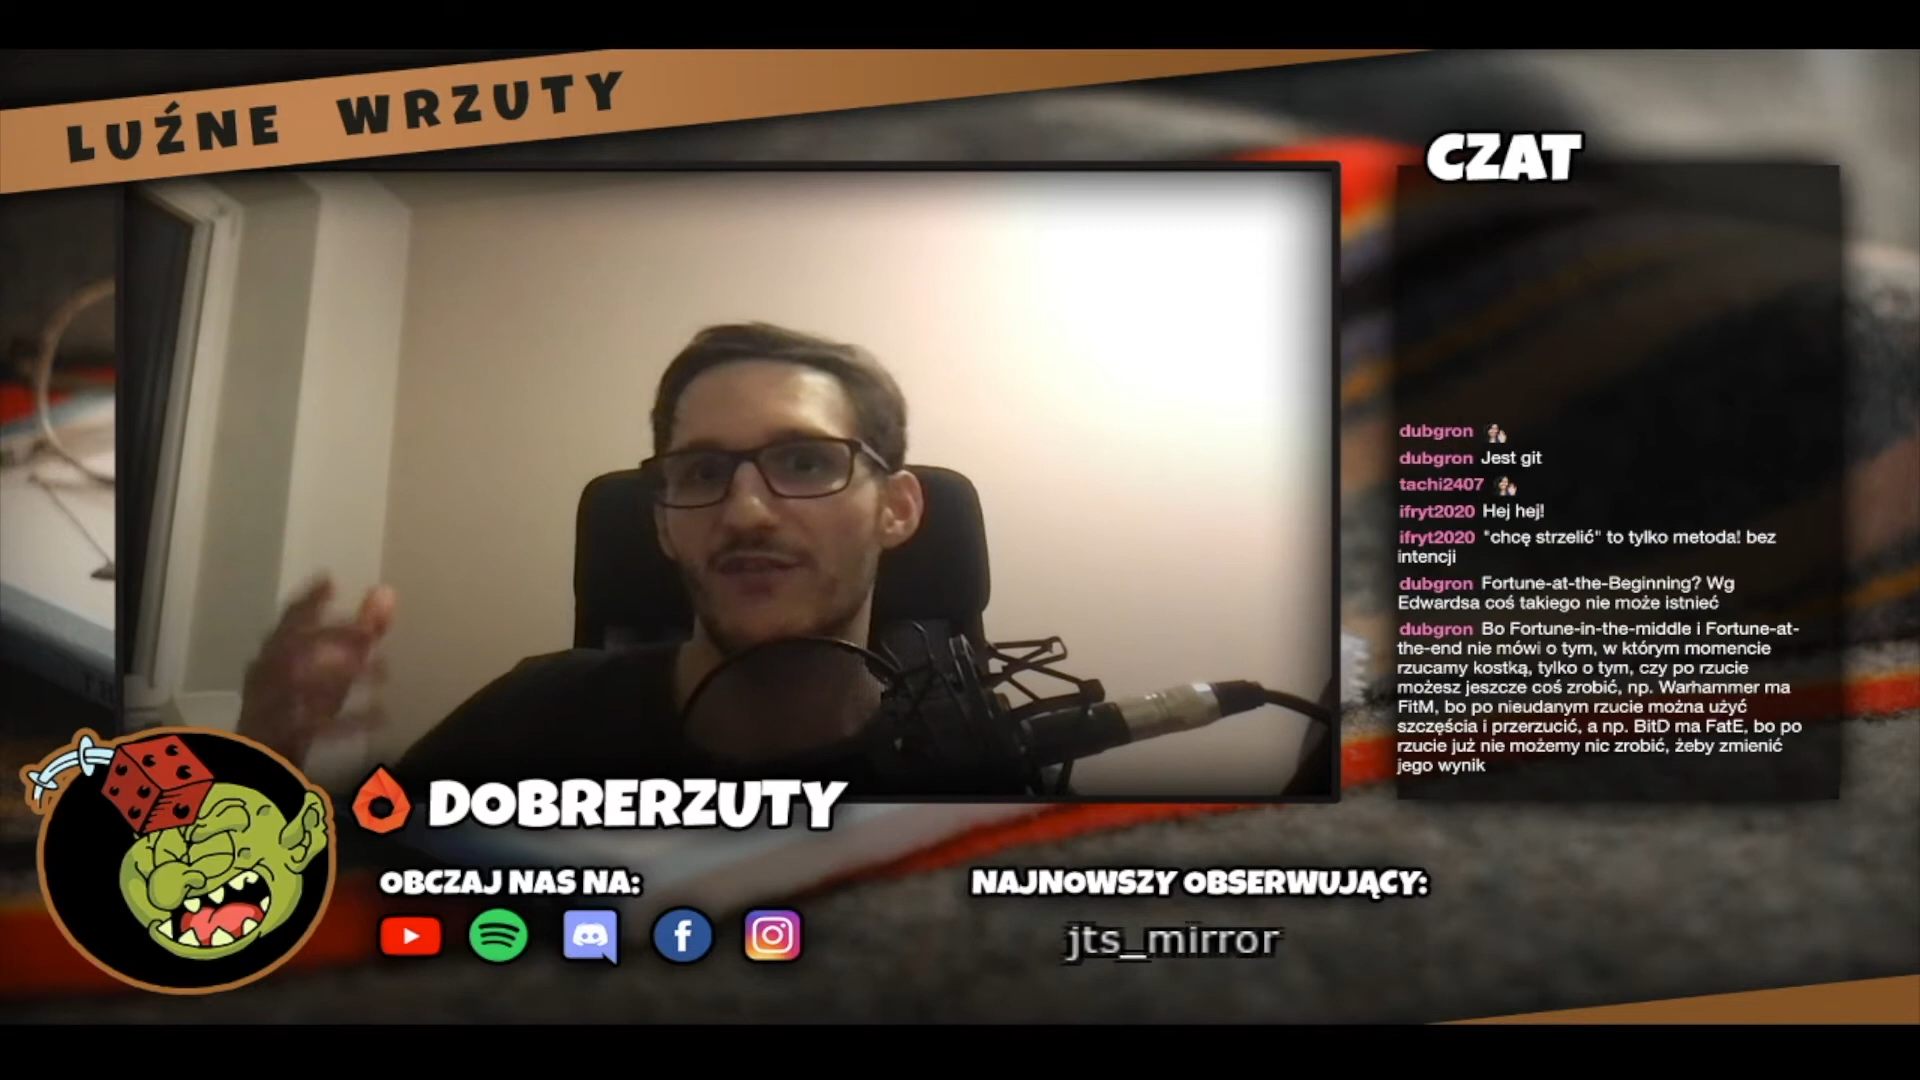 LUŹNE WRZUTY
CZAT
dubgron
dubgron Jest git
tachi2407
ifryt2020 Hej hej!
ifryt2020 "chcę strzelić" to tylko metoda! bez
intencji
dubgron Fortune-at-the-Beginning? Wg
Edwardsa coś takiego nie może istnieć
dubgron Bo Fortune-in-the-middle i Fortune-at-
the-end nie mówi o tym, w którym momencie
rzucamy kostką, tylko o tym, czy po rzucie
możesz jeszcze coś zrobić, np. Warhammer ma
FitM, bo po nieudanym rzucie można użyć
szczęścia i przerzucić, a np. BitD ma FatE, bo po
rzucie już nie możemy nic zrobić, żeby zmienić
jego wynik
DOBRERZUTY
OBCZAJ NAS NA:
NAJNOWSZY OBSERWUJĄCY:
jts_mirror